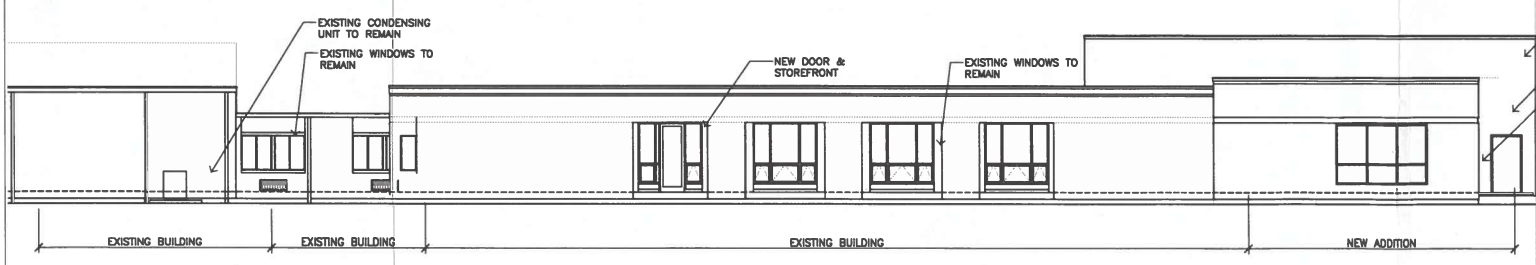 EXISTING CONDENSING
UNIT TO REMAIN
EXISTING WINDOWS TO
REMAIN
NEW DOOR &
STOREFRONT
EXISTING WINDOWS TO
REMAIN
EXISTING BUILDING
EXISTING BUILDING
EXISTING BUILDING
NEW ADDITION